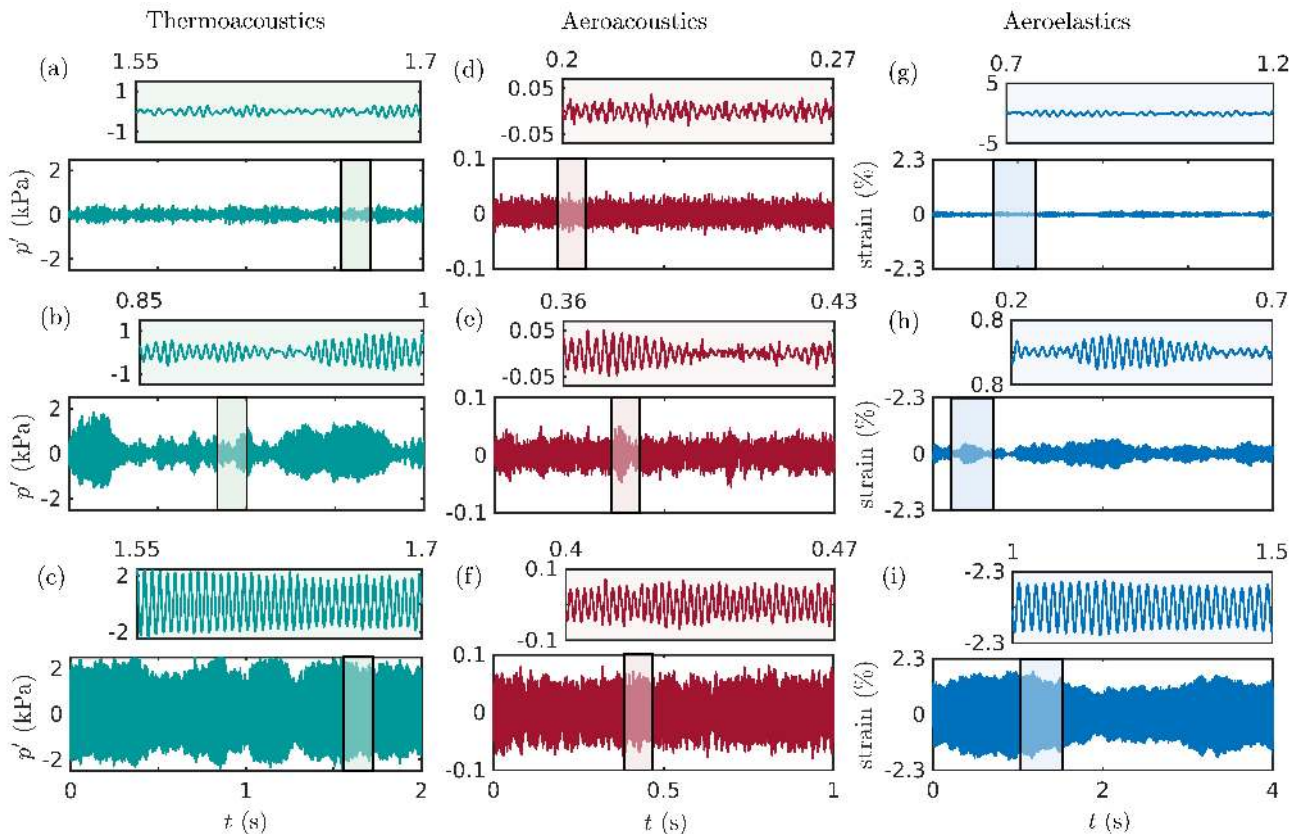 Thermoacoustics Aeroacoustics Aeroelastics
(a) 1.55 1.7 (d) 0.2 0.27 (g) 0.7 1.2
1 0.05 5
-1 -0.05 -5
p′ (kPa) 2 0 -2
0.1 0 -0.1
strain (%) 2.3 0 -2.3
(b) 0.85 1 (e) 0.36 0.43 (h) 0.2 0.7
1 0.05 0.8
-1 -0.05 0.8
p′ (kPa) 2 0 -2
0.1 0 -0.1
strain (%) -2.3 0 -2.3
(c) 1.55 1.7 (f) 0.4 0.47 (i) 1 1.5
2 0.1 -2.3
-2 -0.1 -2.3
p′ (kPa) 2 0 -2
0.1 0 -0.1
strain (%) 2.3 0 -2.3
0 1 2 0 0.5 1 0 2 4
t (s) t (s) t (s)